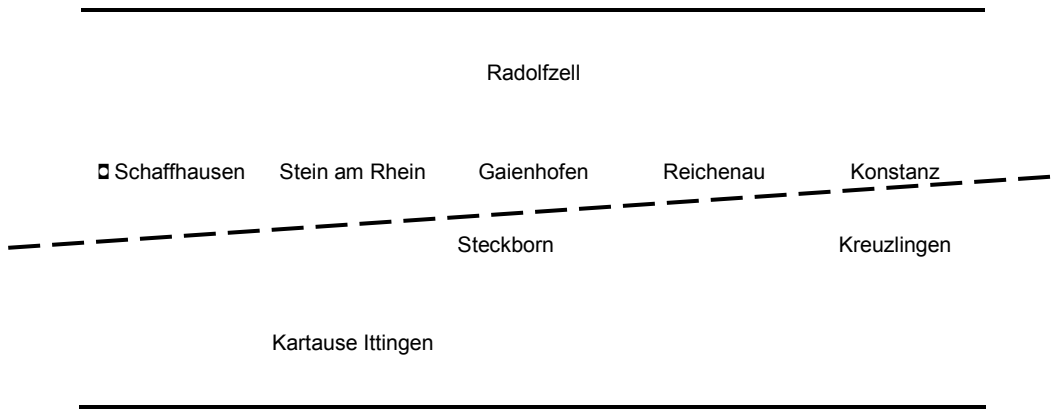 Radolfzell
◘ Schaffhausen Stein am Rhein Gaienhofen Reichenau Konstanz
Steckborn Kreuzlingen
Kartause Ittingen